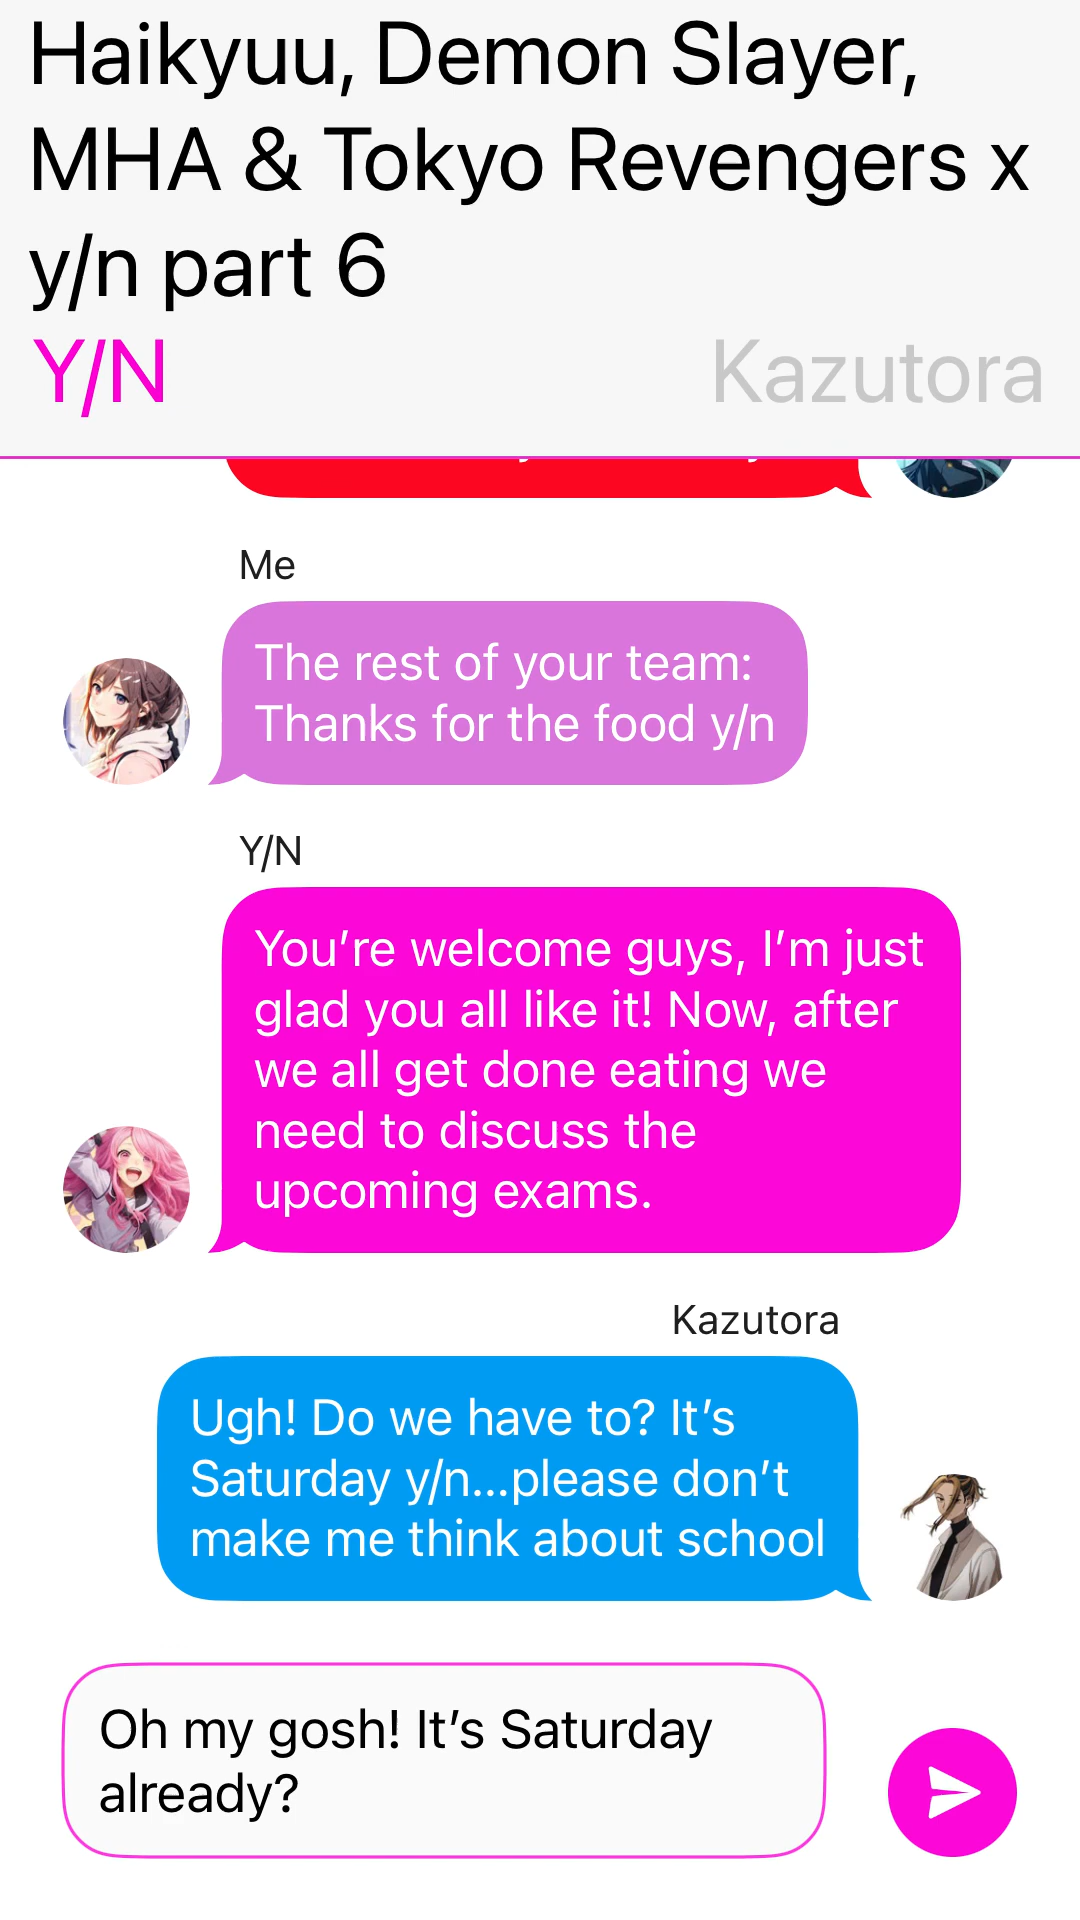 Haikyuu, Demon Slayer,
MHA & Tokyo Revengers x
y/n part 6
Y/N
Kazutora
Me
The rest of your team:
Thanks for the food y/n
Y/N
You’re welcome guys, I’m just
glad you all like it! Now, after
we all get done eating we
need to discuss the
upcoming exams.
Kazutora
Ugh! Do we have to? It’s
Saturday y/n...please don’t
make me think about school
Oh my gosh! It’s Saturday
already?